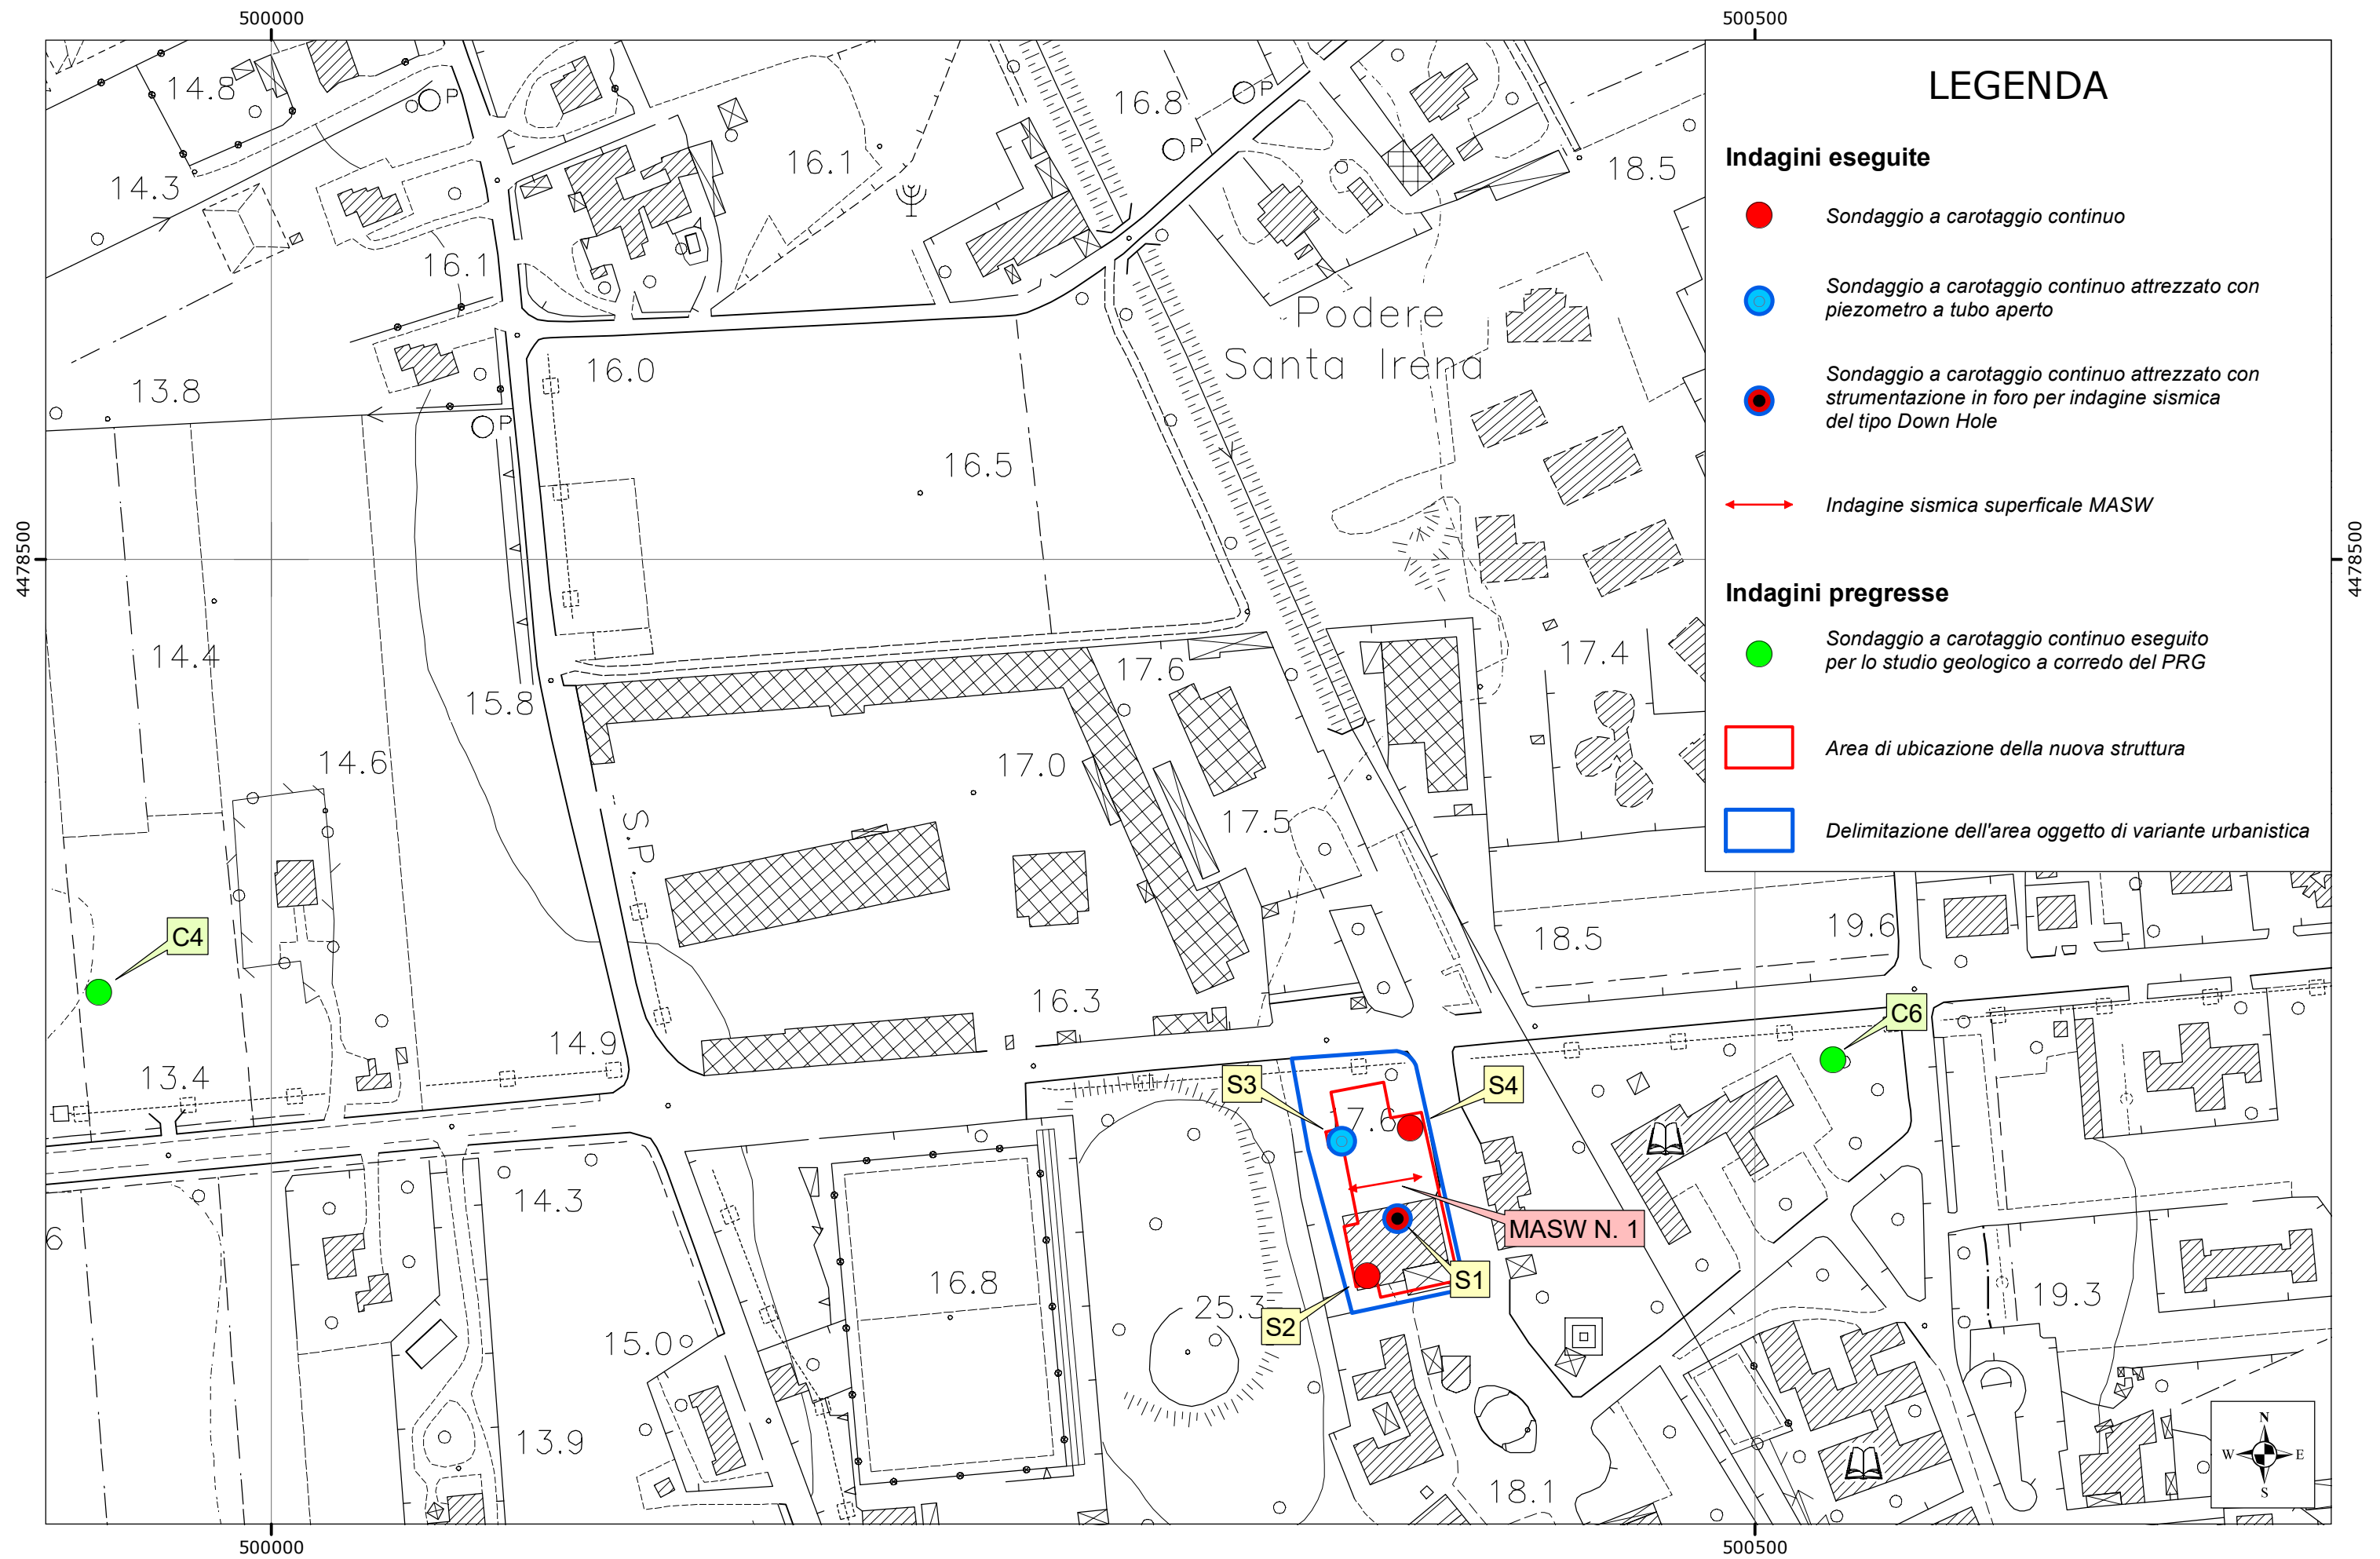 500000
500500
4478500
4478500
LEGENDA
Indagini eseguite
Sondaggio a carotaggio continuo
Sondaggio a carotaggio continuo attrezzato con
piezometro a tubo aperto
Sondaggio a carotaggio continuo attrezzato con
strumentazione in foro per indagine sismica
del tipo Down Hole
Indagine sismica superficale MASW
Indagini pregresse
Sondaggio a carotaggio continuo eseguito
per lo studio geologico a corredo del PRG
Area di ubicazione della nuova struttura
Delimitazione dell'area oggetto di variante urbanistica
14.8
P
16.8
P
P
16.1
18.5
14.3
16.1
Podere
Santa Irena
16.0
13.8
P
16.5
14.4
17.6
17.4
15.8
14.6
17.0
17.5
S.P.
C4
18.5
19.6
16.3
C6
14.9
13.4
S3
S4
7.6
14.3
6
MASW N. 1
16.8
S1
25.3
S2
19.3
15.0
13.9
18.1
N
W
E
S
500000
500500